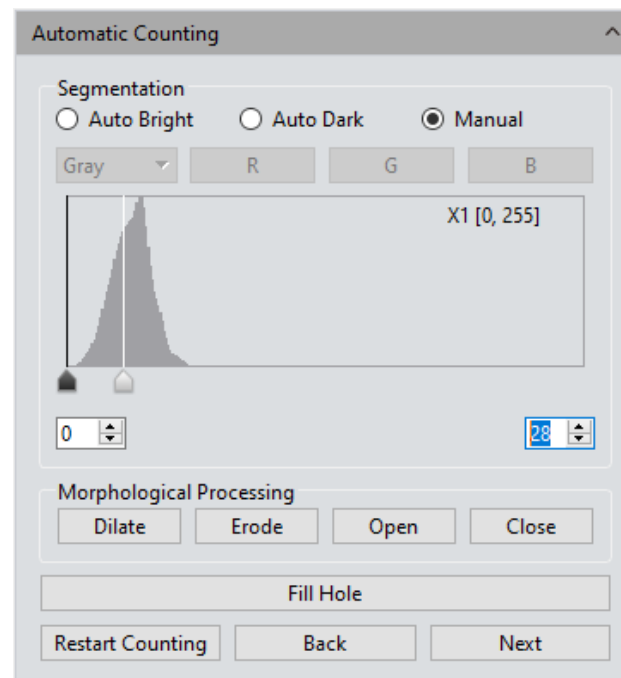 Automatic Counting
Segmentation
Auto Bright Auto Dark Manual
Gray R G B
X1 [0, 255]
0 28
Morphological Processing
Dilate Erode Open Close
Fill Hole
Restart Counting Back Next